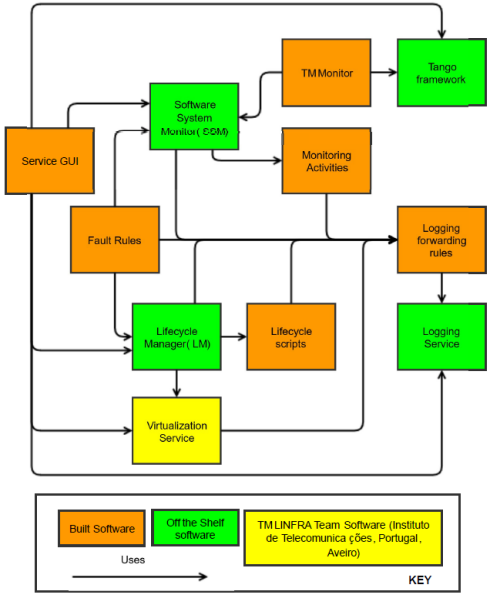 TM Monitor
Tango
framework
Software
System
Monitor( SSM)
Service GUI
Monitoring
Activities
Fault Rules
Logging
forwarding
rules
Lifecycle
Manager( LM)
Lifecycle
scripts
Logging
Service
Virtualization
Service
Built Software
Off the Shelf
software
TM LINFRA Team Software (Instituto
de Telecomunica ções, Portugal,
Aveiro)
Uses
KEY